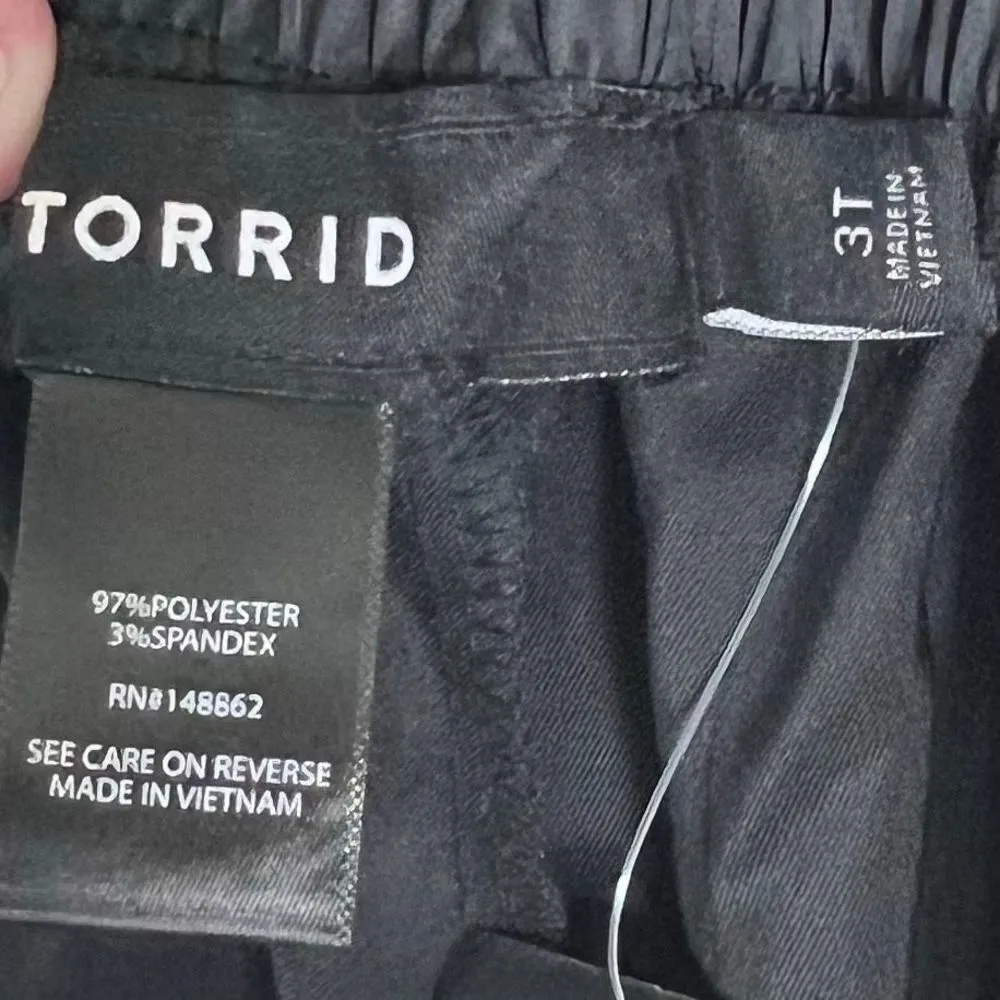 TORRID
3T
MADE IN
VIETNAM
97%POLYESTER
3%SPANDEX
RN#148862
SEE CARE ON REVERSE
MADE IN VIETNAM